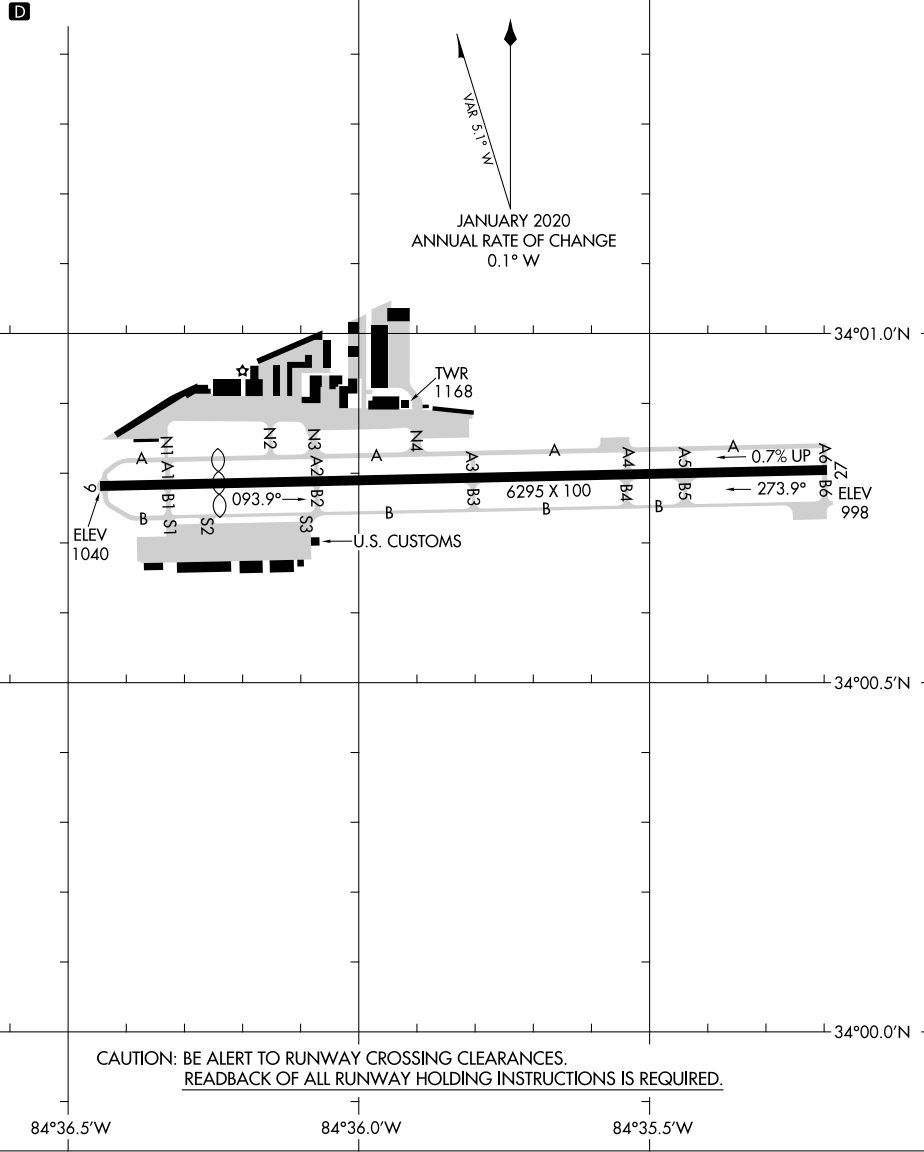 D
VAR 5.1° W
JANUARY 2020
ANNUAL RATE OF CHANGE
0.1° W
34°01.0'N
TWR
1168
N1
N2
N3
N4
A
A
A
A
A1
A2
A3
A4
A5
A6
0.7% UP
9
27
093.9°
6295 X 100
273.9°
B1
B2
B3
B4
B5
B6
ELEV
998
B
B
B
B
S1
S2
S3
ELEV
1040
U.S. CUSTOMS
34°00.5'N
34°00.0'N
CAUTION: BE ALERT TO RUNWAY CROSSING CLEARANCES.
READBACK OF ALL RUNWAY HOLDING INSTRUCTIONS IS REQUIRED.
84°36.5'W
84°36.0'W
84°35.5'W